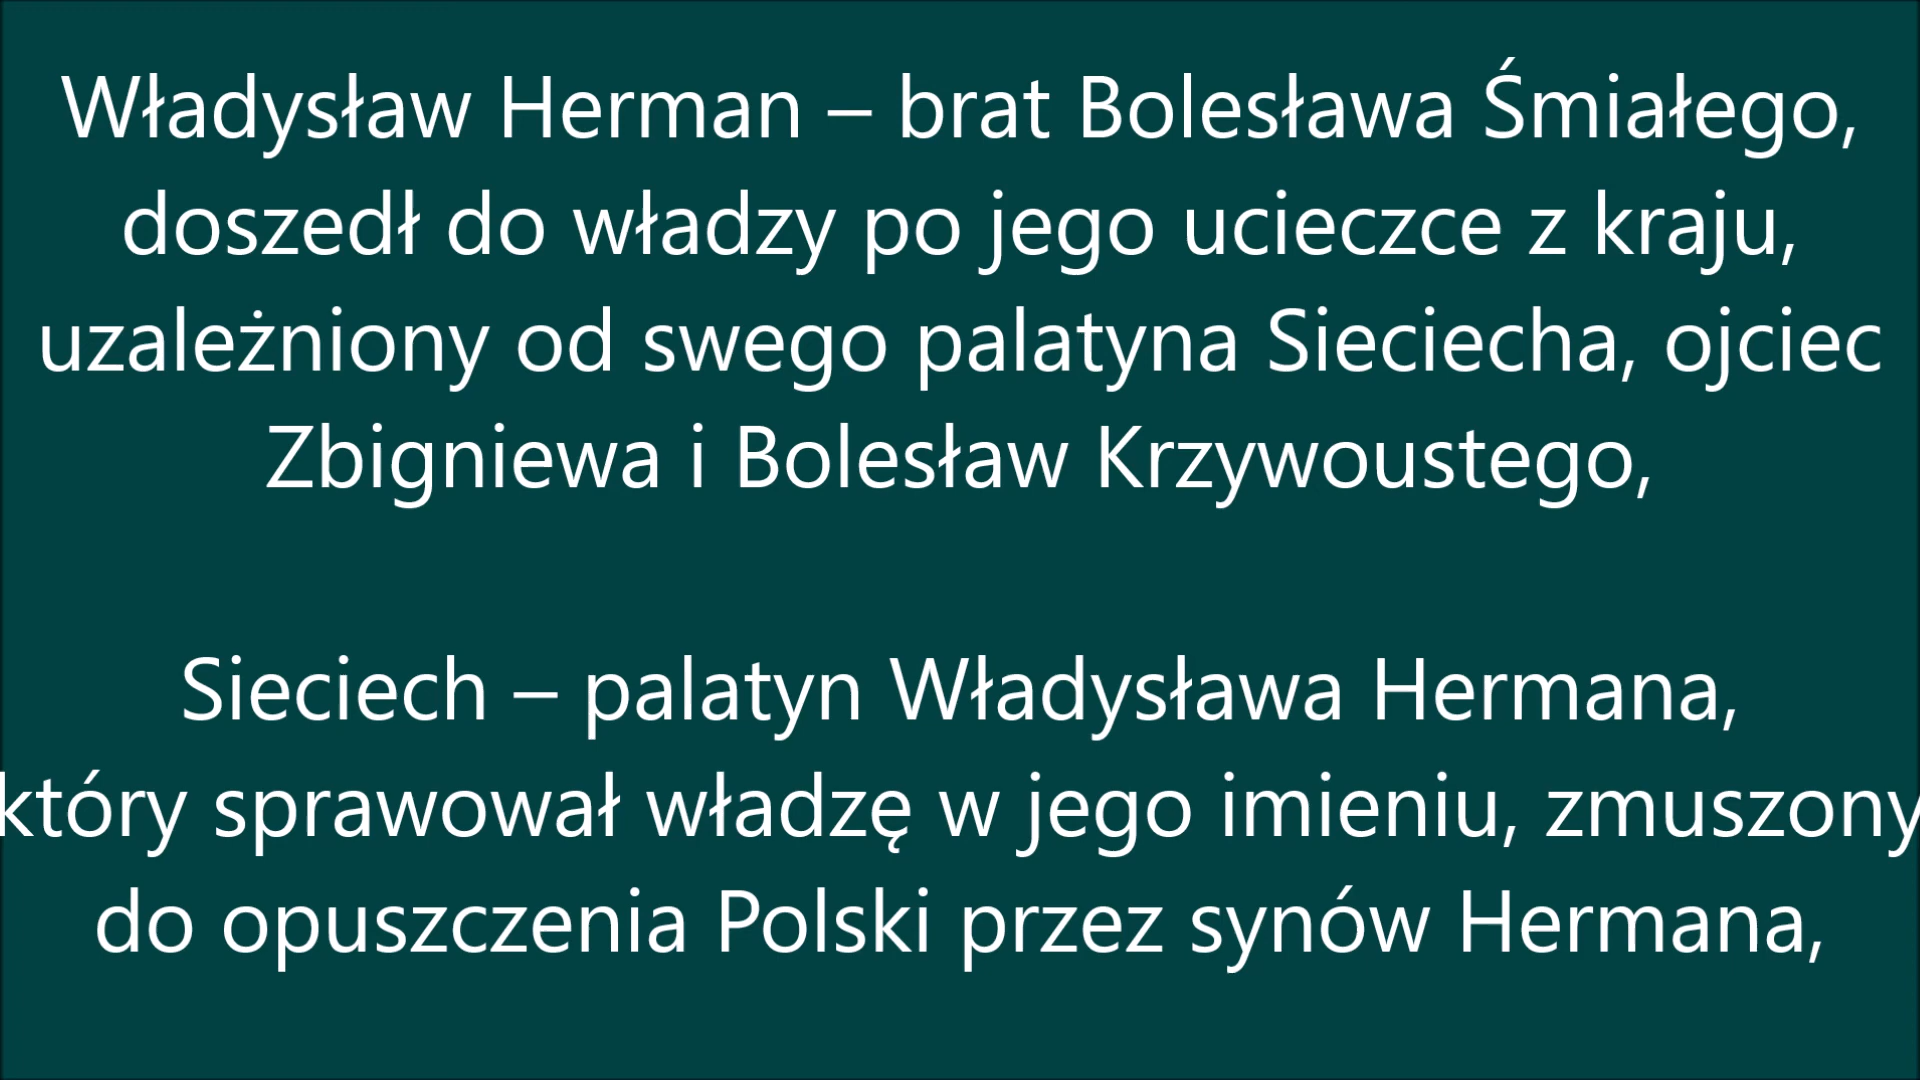 Władysław Herman – brat Bolesława Śmiałego,
doszedł do władzy po jego ucieczce z kraju,
uzależniony od swego palatyna Sieciecha, ojciec
Zbigniewa i Bolesław Krzywoustego,
Sieciech – palatyn Władysława Hermana,
który sprawował władzę w jego imieniu, zmuszony
do opuszczenia Polski przez synów Hermana,